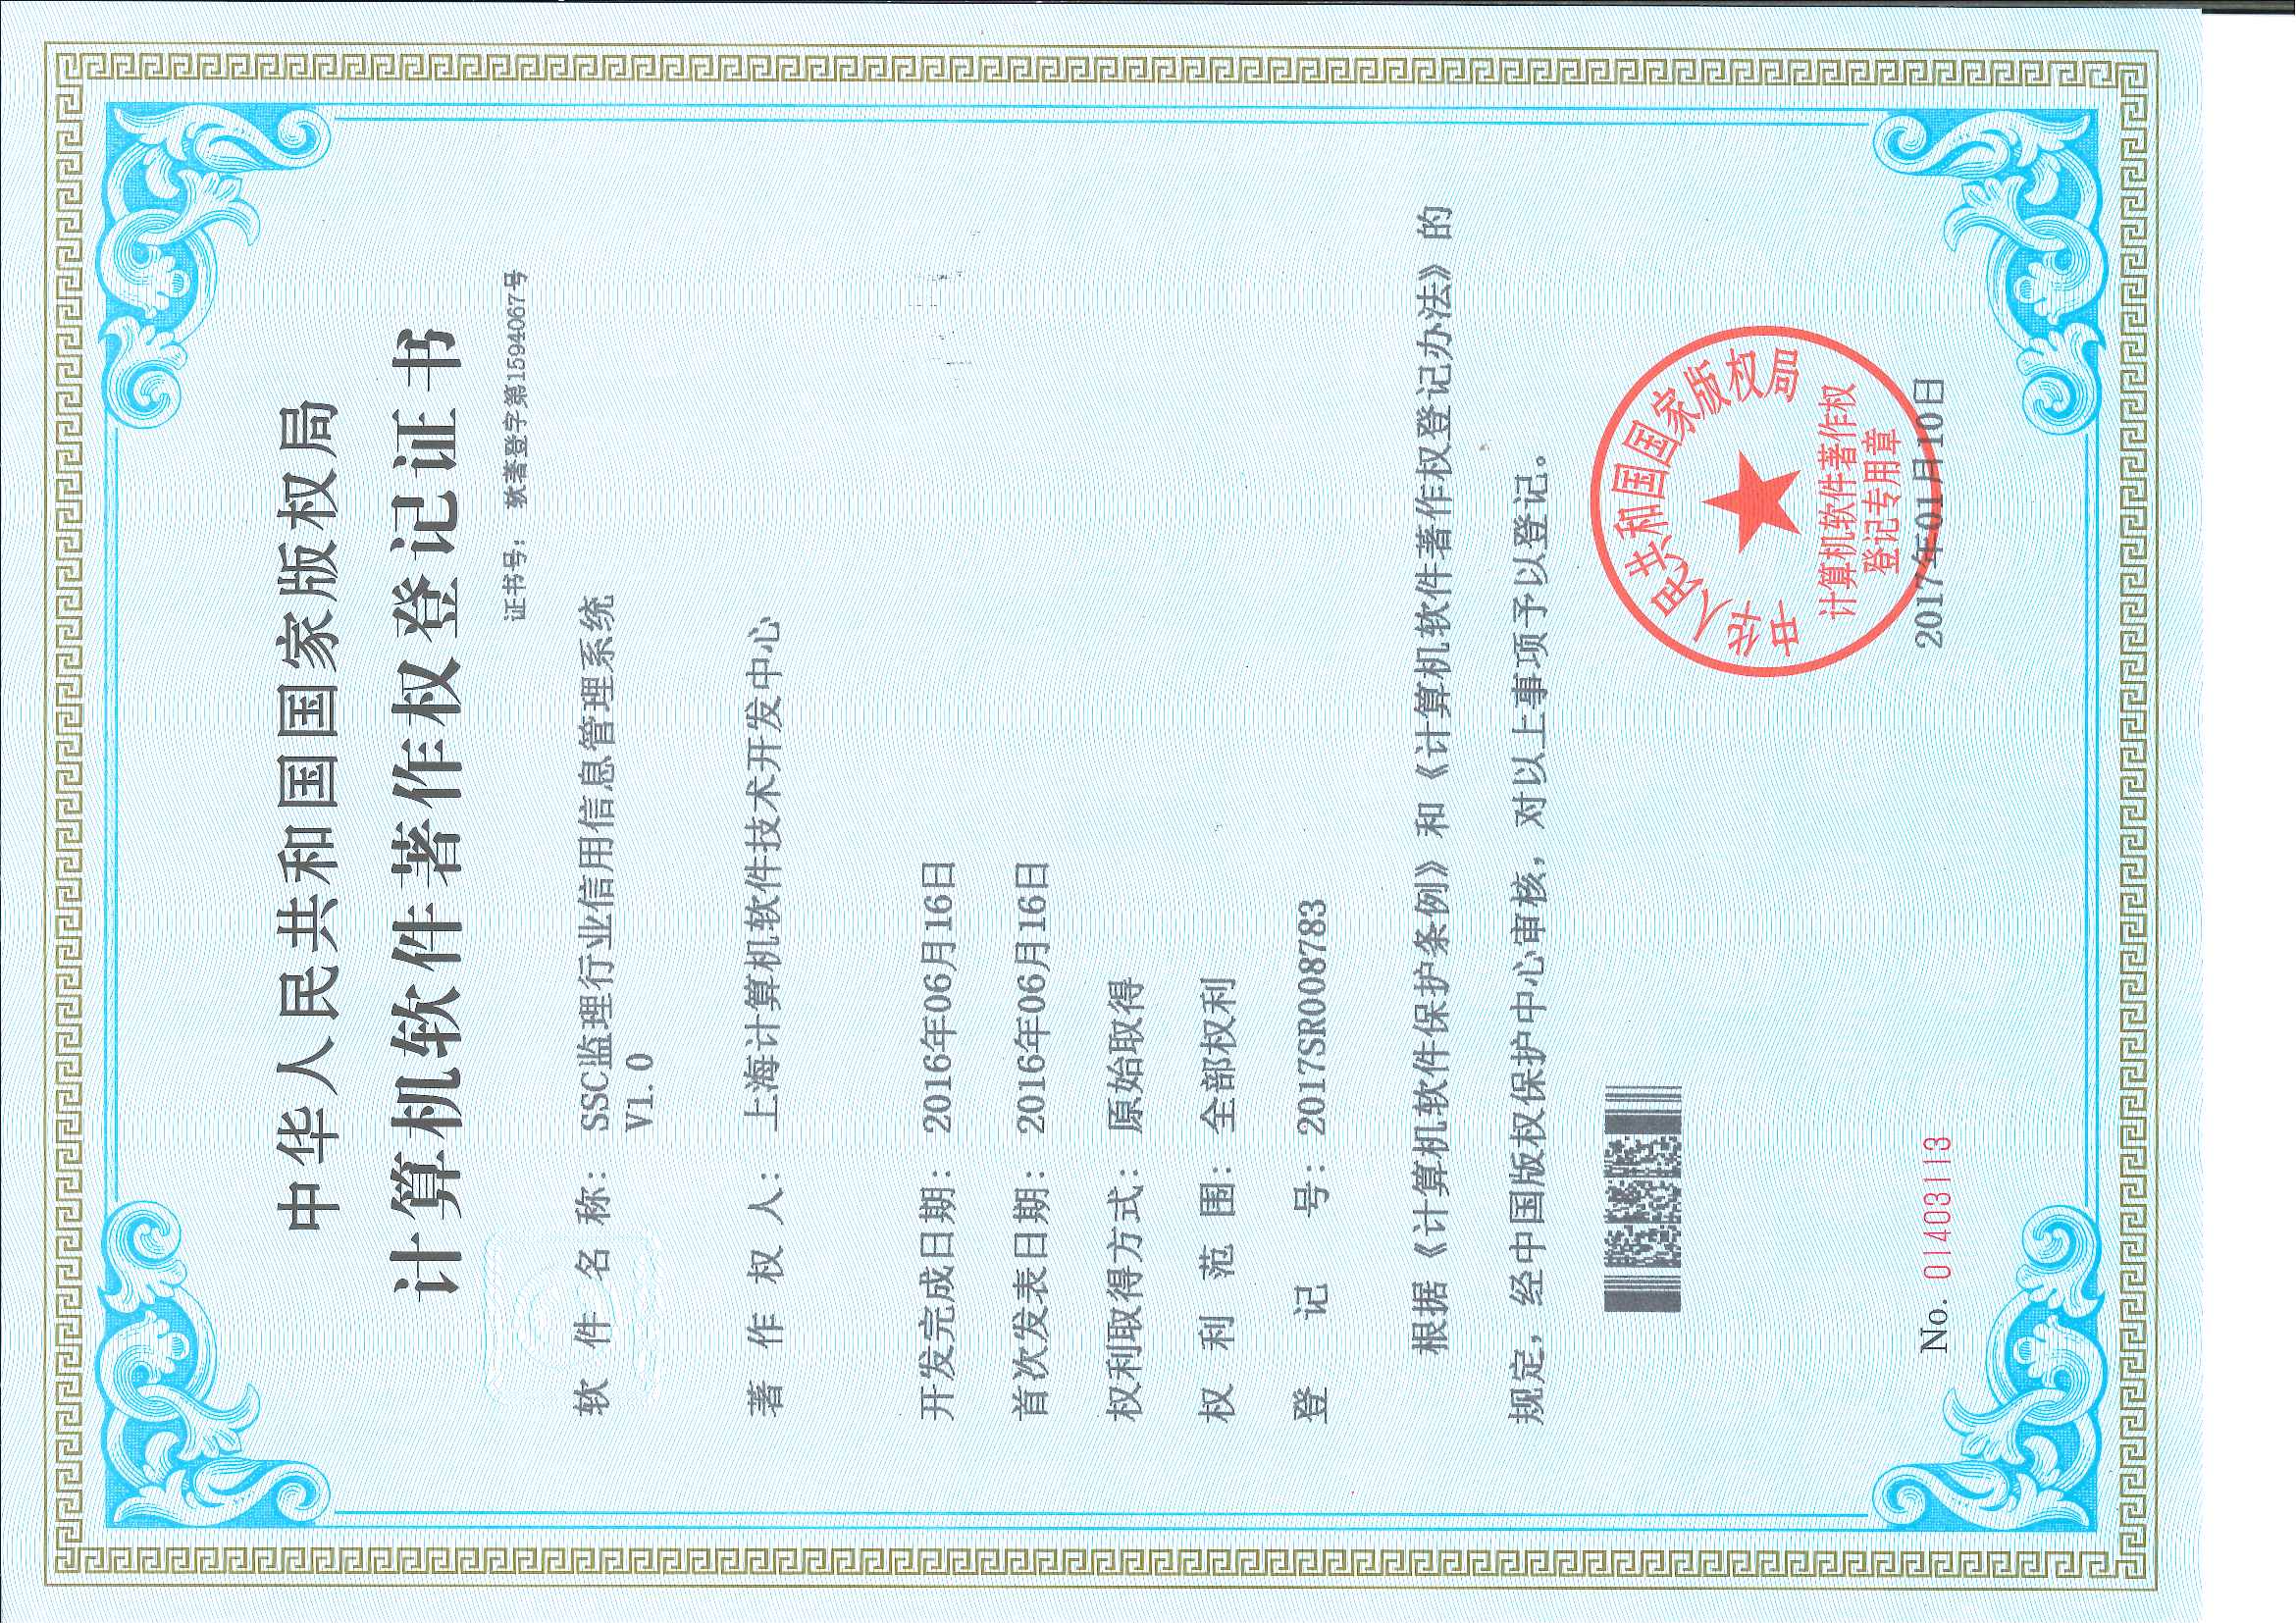 中华人民共和国国家版权局
计算机软件著作权登记证书
证书号： 软著登字第1594067号
软件名称： SSC监理行业信用信息管理系统
V1.0
著作权人： 上海计算机软件技术开发中心
开发完成日期： 2016年06月16日
首次发表日期： 2016年06月16日
权利取得方式： 原始取得
权利范围： 全部权利
登记号： 2017SR008783
根据《计算机软件保护条例》和《计算机软件著作权登记办法》的
规定，经中国版权保护中心审核，对以上事项予以登记。
中华人民共和国国家版权局
计算机软件著作权
登记专用章
No. 01403113
2017年01月10日